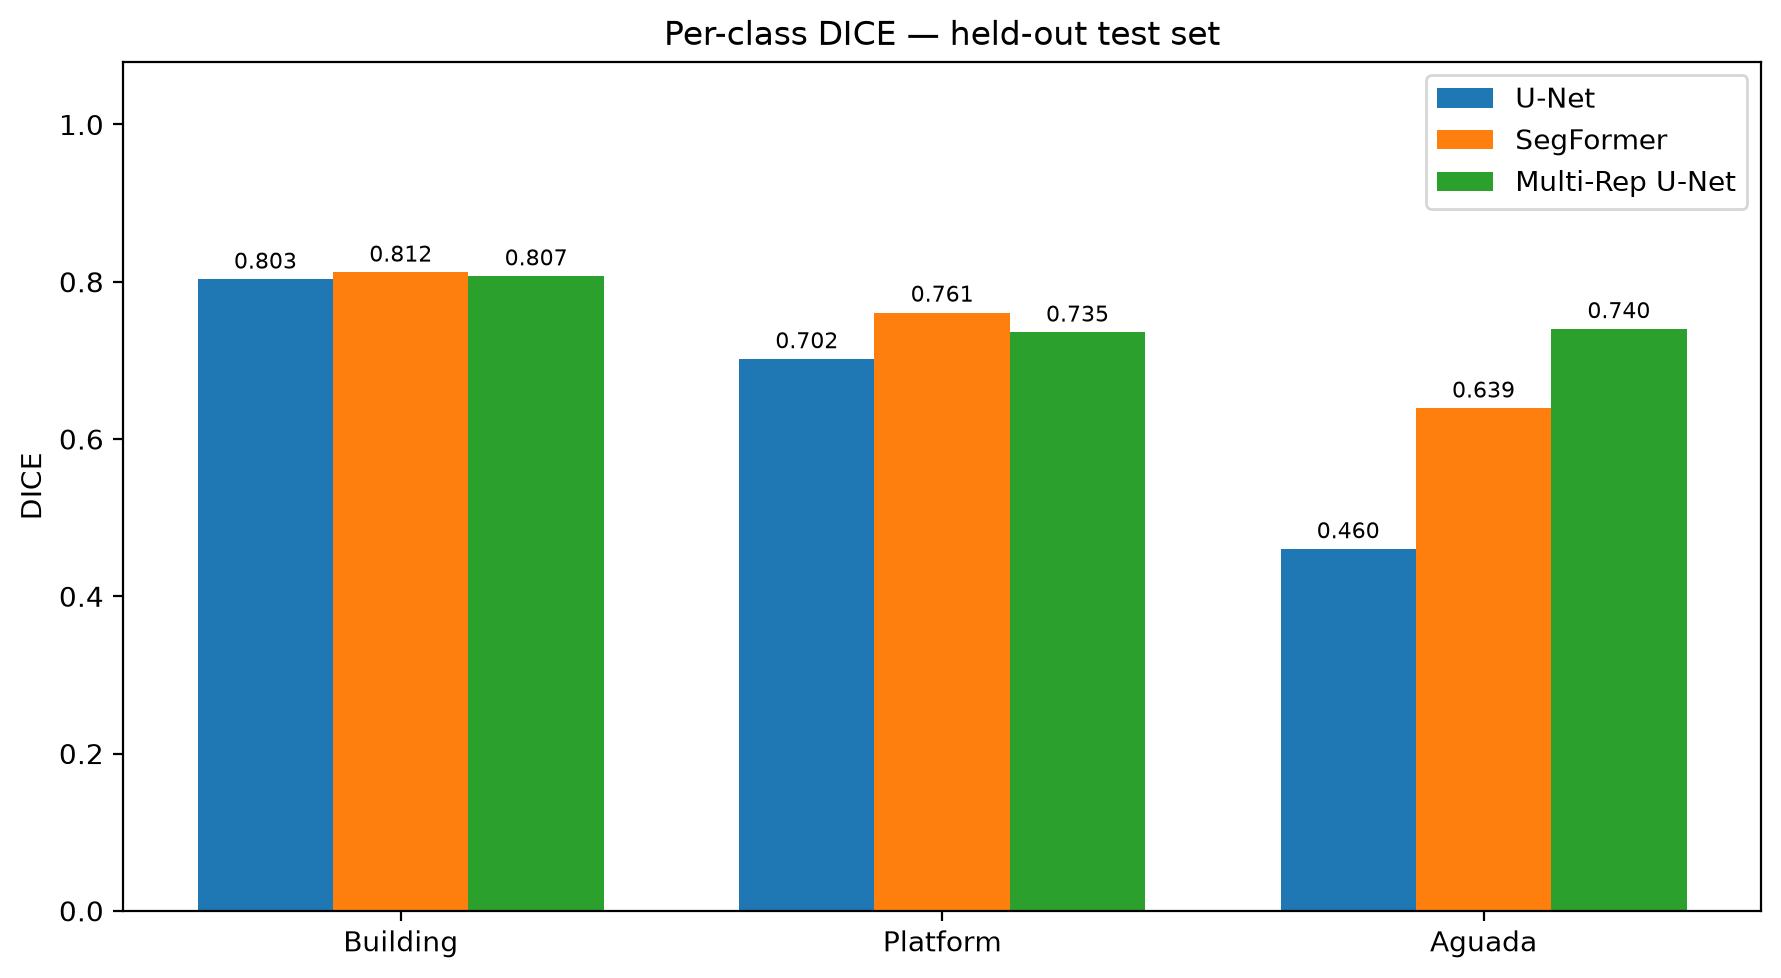 Per-class DICE — held-out test set
U-Net
SegFormer
Multi-Rep U-Net
DICE
1.0
0.8
0.6
0.4
0.2
0.0
0.803
0.812
0.807
0.702
0.761
0.735
0.460
0.639
0.740
Building
Platform
Aguada